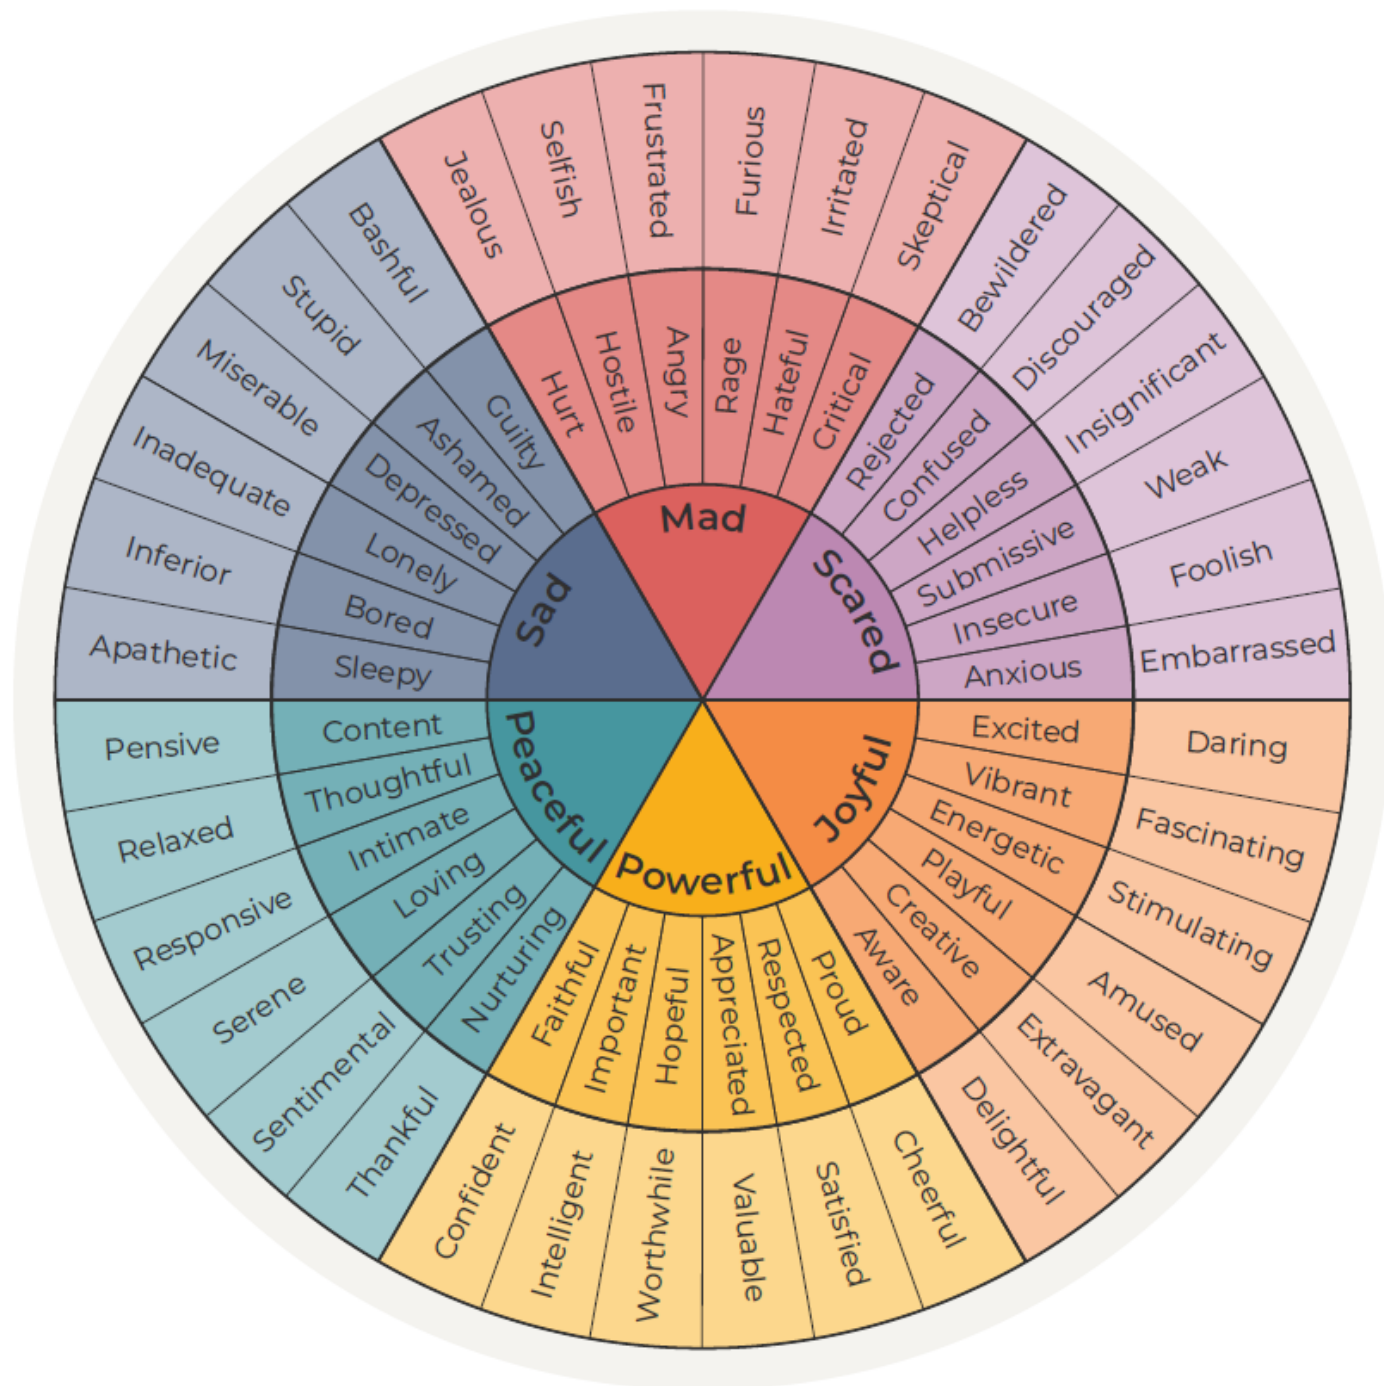 Mad
Hurt
Hostile
Angry
Rage
Hateful
Critical
Jealous
Selfish
Frustrated
Furious
Irritated
Skeptical
Scared
Rejected
Confused
Helpless
Submissive
Insecure
Anxious
Bewildered
Discouraged
Insignificant
Weak
Foolish
Embarrassed
Joyful
Excited
Vibrant
Energetic
Playful
Creative
Aware
Daring
Fascinating
Stimulating
Amused
Extravagant
Delightful
Powerful
Proud
Respected
Appreciated
Hopeful
Important
Faithful
Cheerful
Satisfied
Valuable
Worthwhile
Intelligent
Confident
Peaceful
Nurturing
Trusting
Loving
Intimate
Thoughtful
Content
Thankful
Sentimental
Serene
Responsive
Relaxed
Pensive
Sad
Sleepy
Bored
Lonely
Depressed
Ashamed
Guilty
Apathetic
Inferior
Inadequate
Miserable
Stupid
Bashful